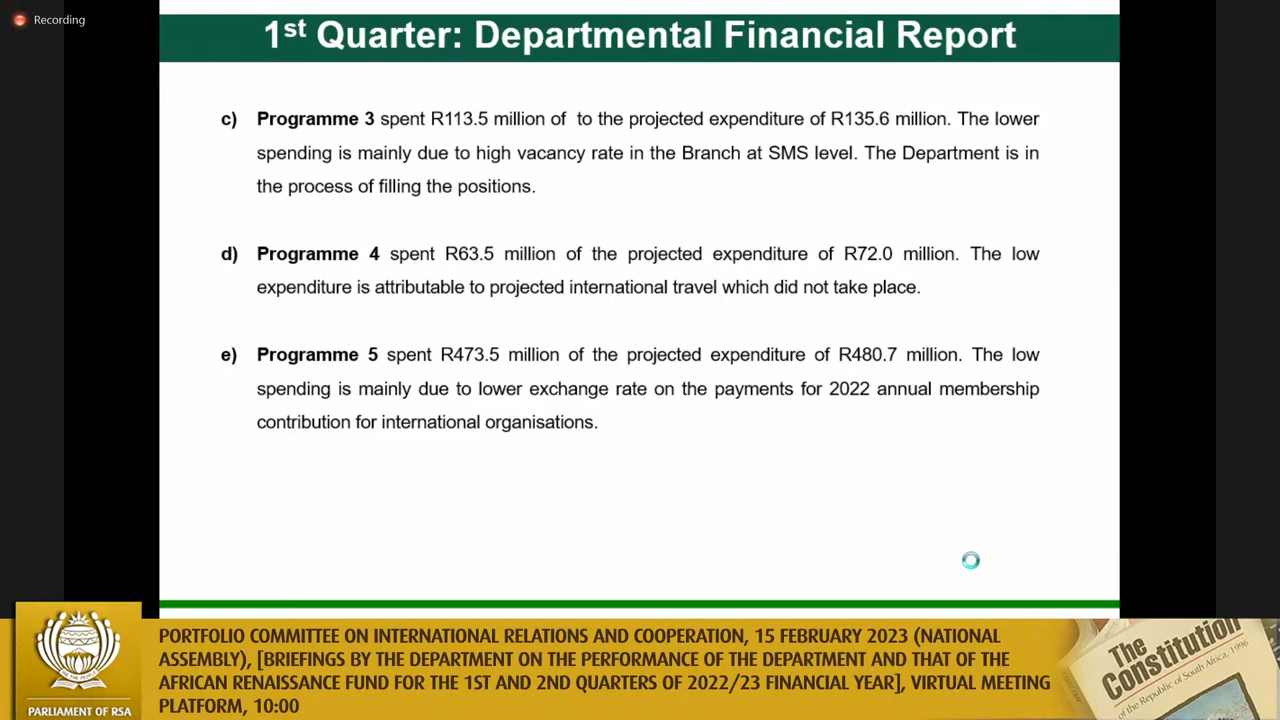 Recording
1st Quarter: Departmental Financial Report
c) Programme 3 spent R113.5 million of to the projected expenditure of R135.6 million. The lower
spending is mainly due to high vacancy rate in the Branch at SMS level. The Department is in
the process of filling the positions.
d) Programme 4 spent R63.5 million of the projected expenditure of R72.0 million. The low
expenditure is attributable to projected international travel which did not take place.
e) Programme 5 spent R473.5 million of the projected expenditure of R480.7 million. The low
spending is mainly due to lower exchange rate on the payments for 2022 annual membership
contribution for international organisations.
PORTFOLIO COMMITTEE ON INTERNATIONAL RELATIONS AND COOPERATION, 15 FEBRUARY 2023 (NATIONAL
ASSEMBLY), [BRIEFINGS BY THE DEPARTMENT ON THE PERFORMANCE OF THE DEPARTMENT AND THAT OF THE
AFRICAN RENAISSANCE FUND FOR THE 1ST AND 2ND QUARTERS OF 2022/23 FINANCIAL YEAR], VIRTUAL MEETING
PLATFORM, 10:00
PARLIAMENT OF RSA
The
Constitution
of the Republic of South Africa, 1996